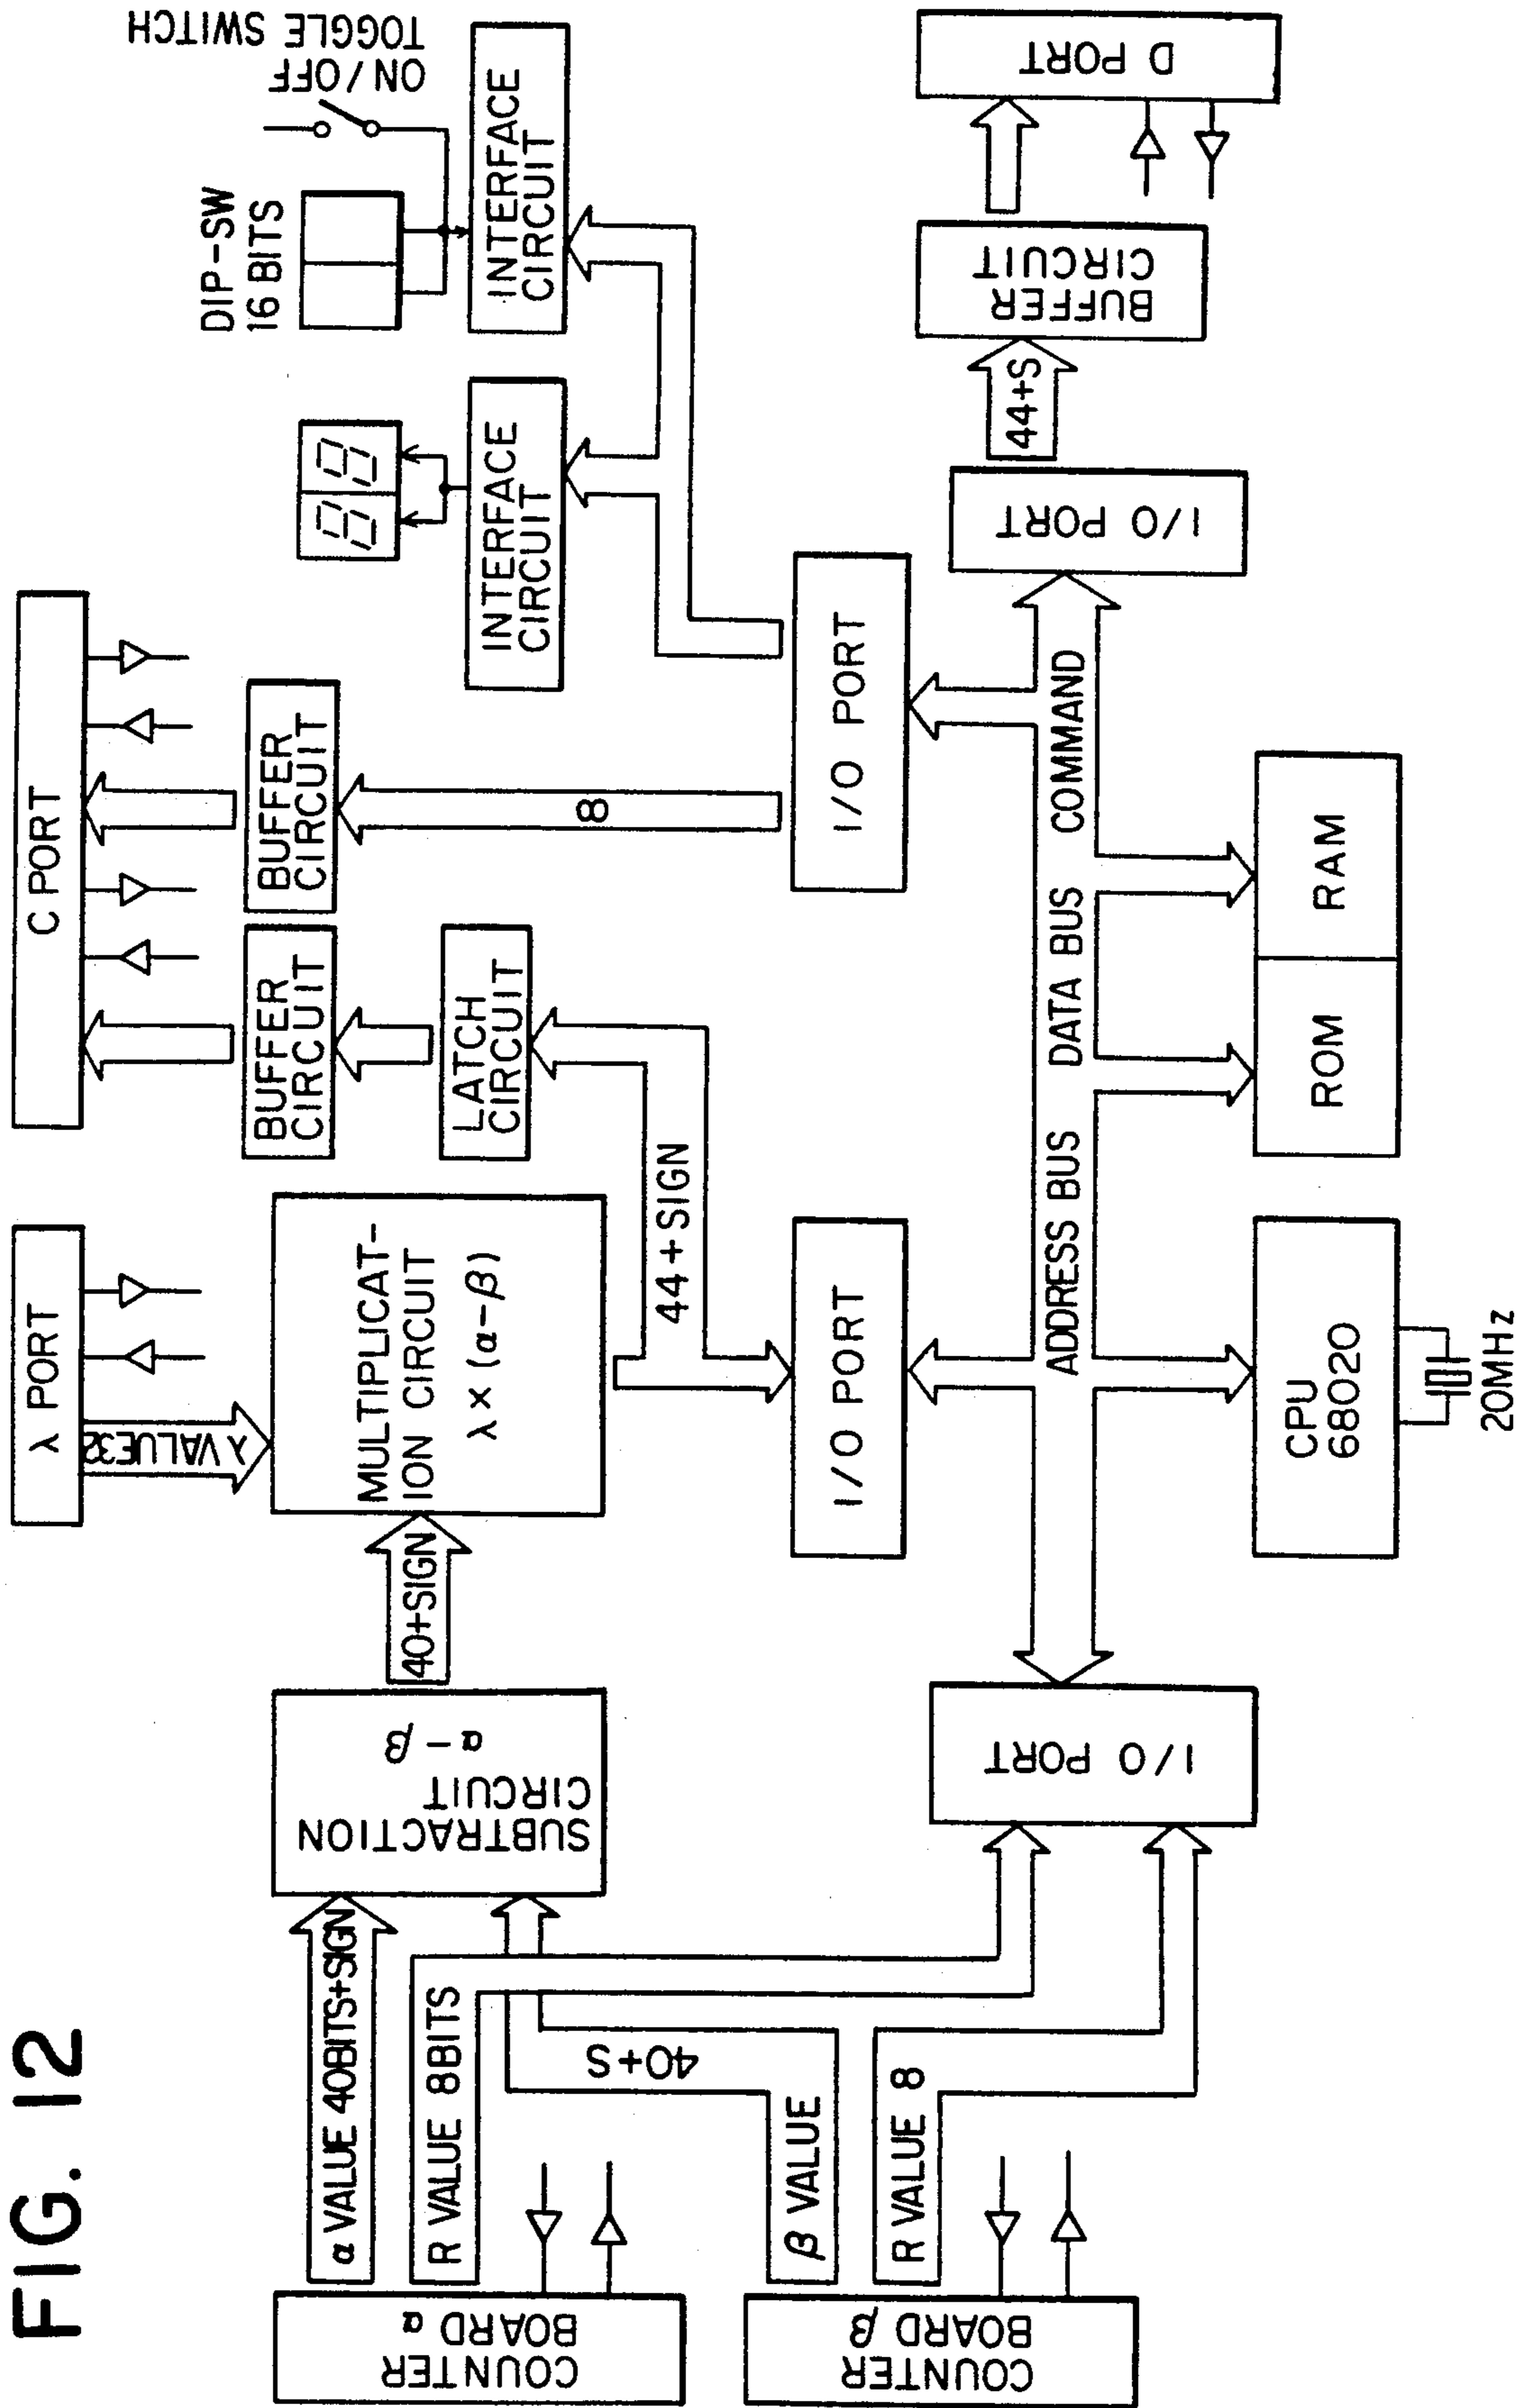 FIG. 12
COUNTER
BOARD α
COUNTER
BOARD β
α VALUE 40BITS+SIGN
R VALUE 8BITS
β VALUE
R VALUE 8
40+S
SUBTRACTION
CIRCUIT
α-β
40+SIGN
λ PORT
λ VALUE32
MULTIPLICAT-
ION CIRCUIT
λ×(α-β)
44+SIGN
LATCH
CIRCUIT
BUFFER
CIRCUIT
C PORT
BUFFER
CIRCUIT
8
INTERFACE
CIRCUIT
88
DIP-SW
16 BITS
ON/OFF
TOGGLE SWITCH
INTERFACE
CIRCUIT
I/O PORT
I/O PORT
I/O PORT
ADDRESS BUS DATA BUS COMMAND
CPU
68020
20MHz
ROM
RAM
I/O PORT
44+S
BUFFER
CIRCUIT
D PORT